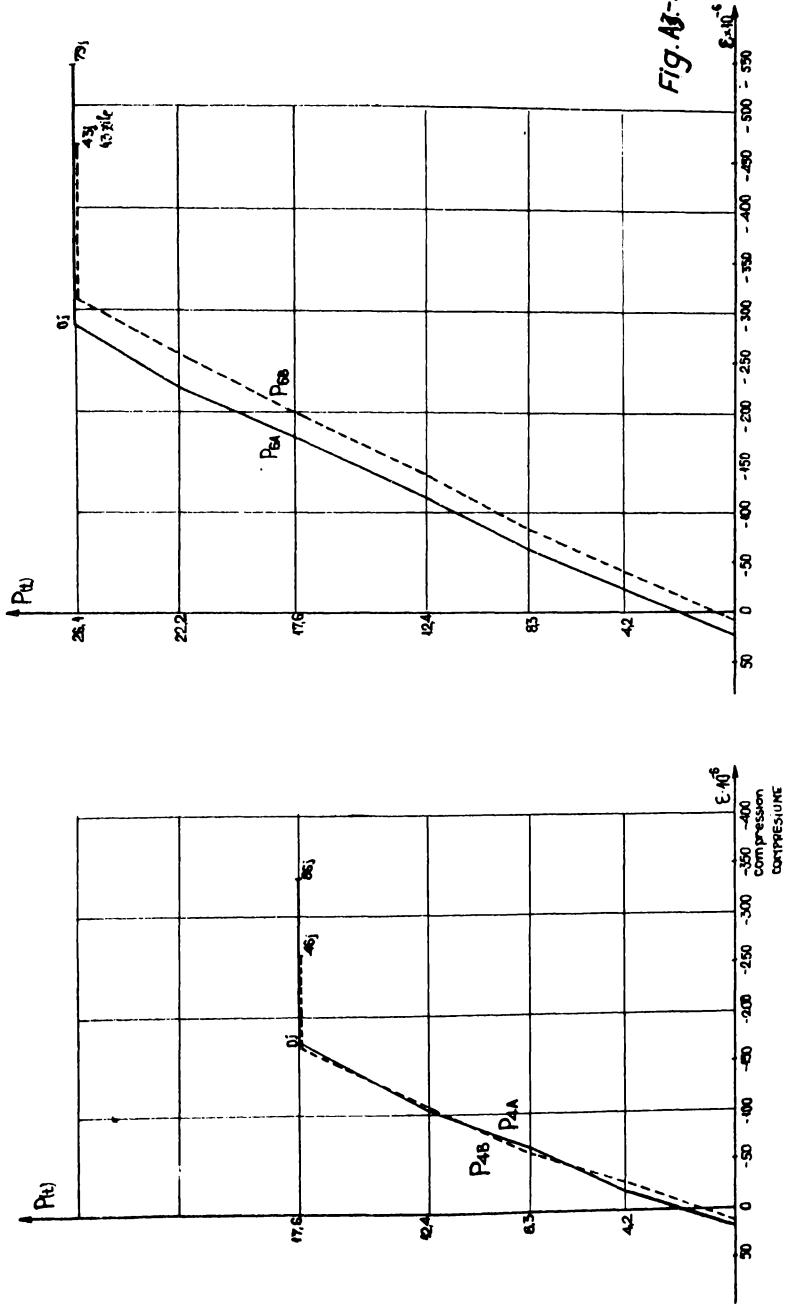 P(t)
17,6
12,4
8,3
4,2
0j
46j
86j
P4B
P4A
50
0
-50
-100
-150
-200
-250
-300
-350
-400
ε·10⁻⁶
compression
COMPRESIUNE
P(t)
26,1
22,2
17,6
12,4
8,3
4,2
0j
43j
43 zile
79j
P6A
P6B
50
0
-50
-100
-150
-200
-250
-300
-350
-400
-450
-500
-550
ε×10⁻⁶
Fig. A3.-